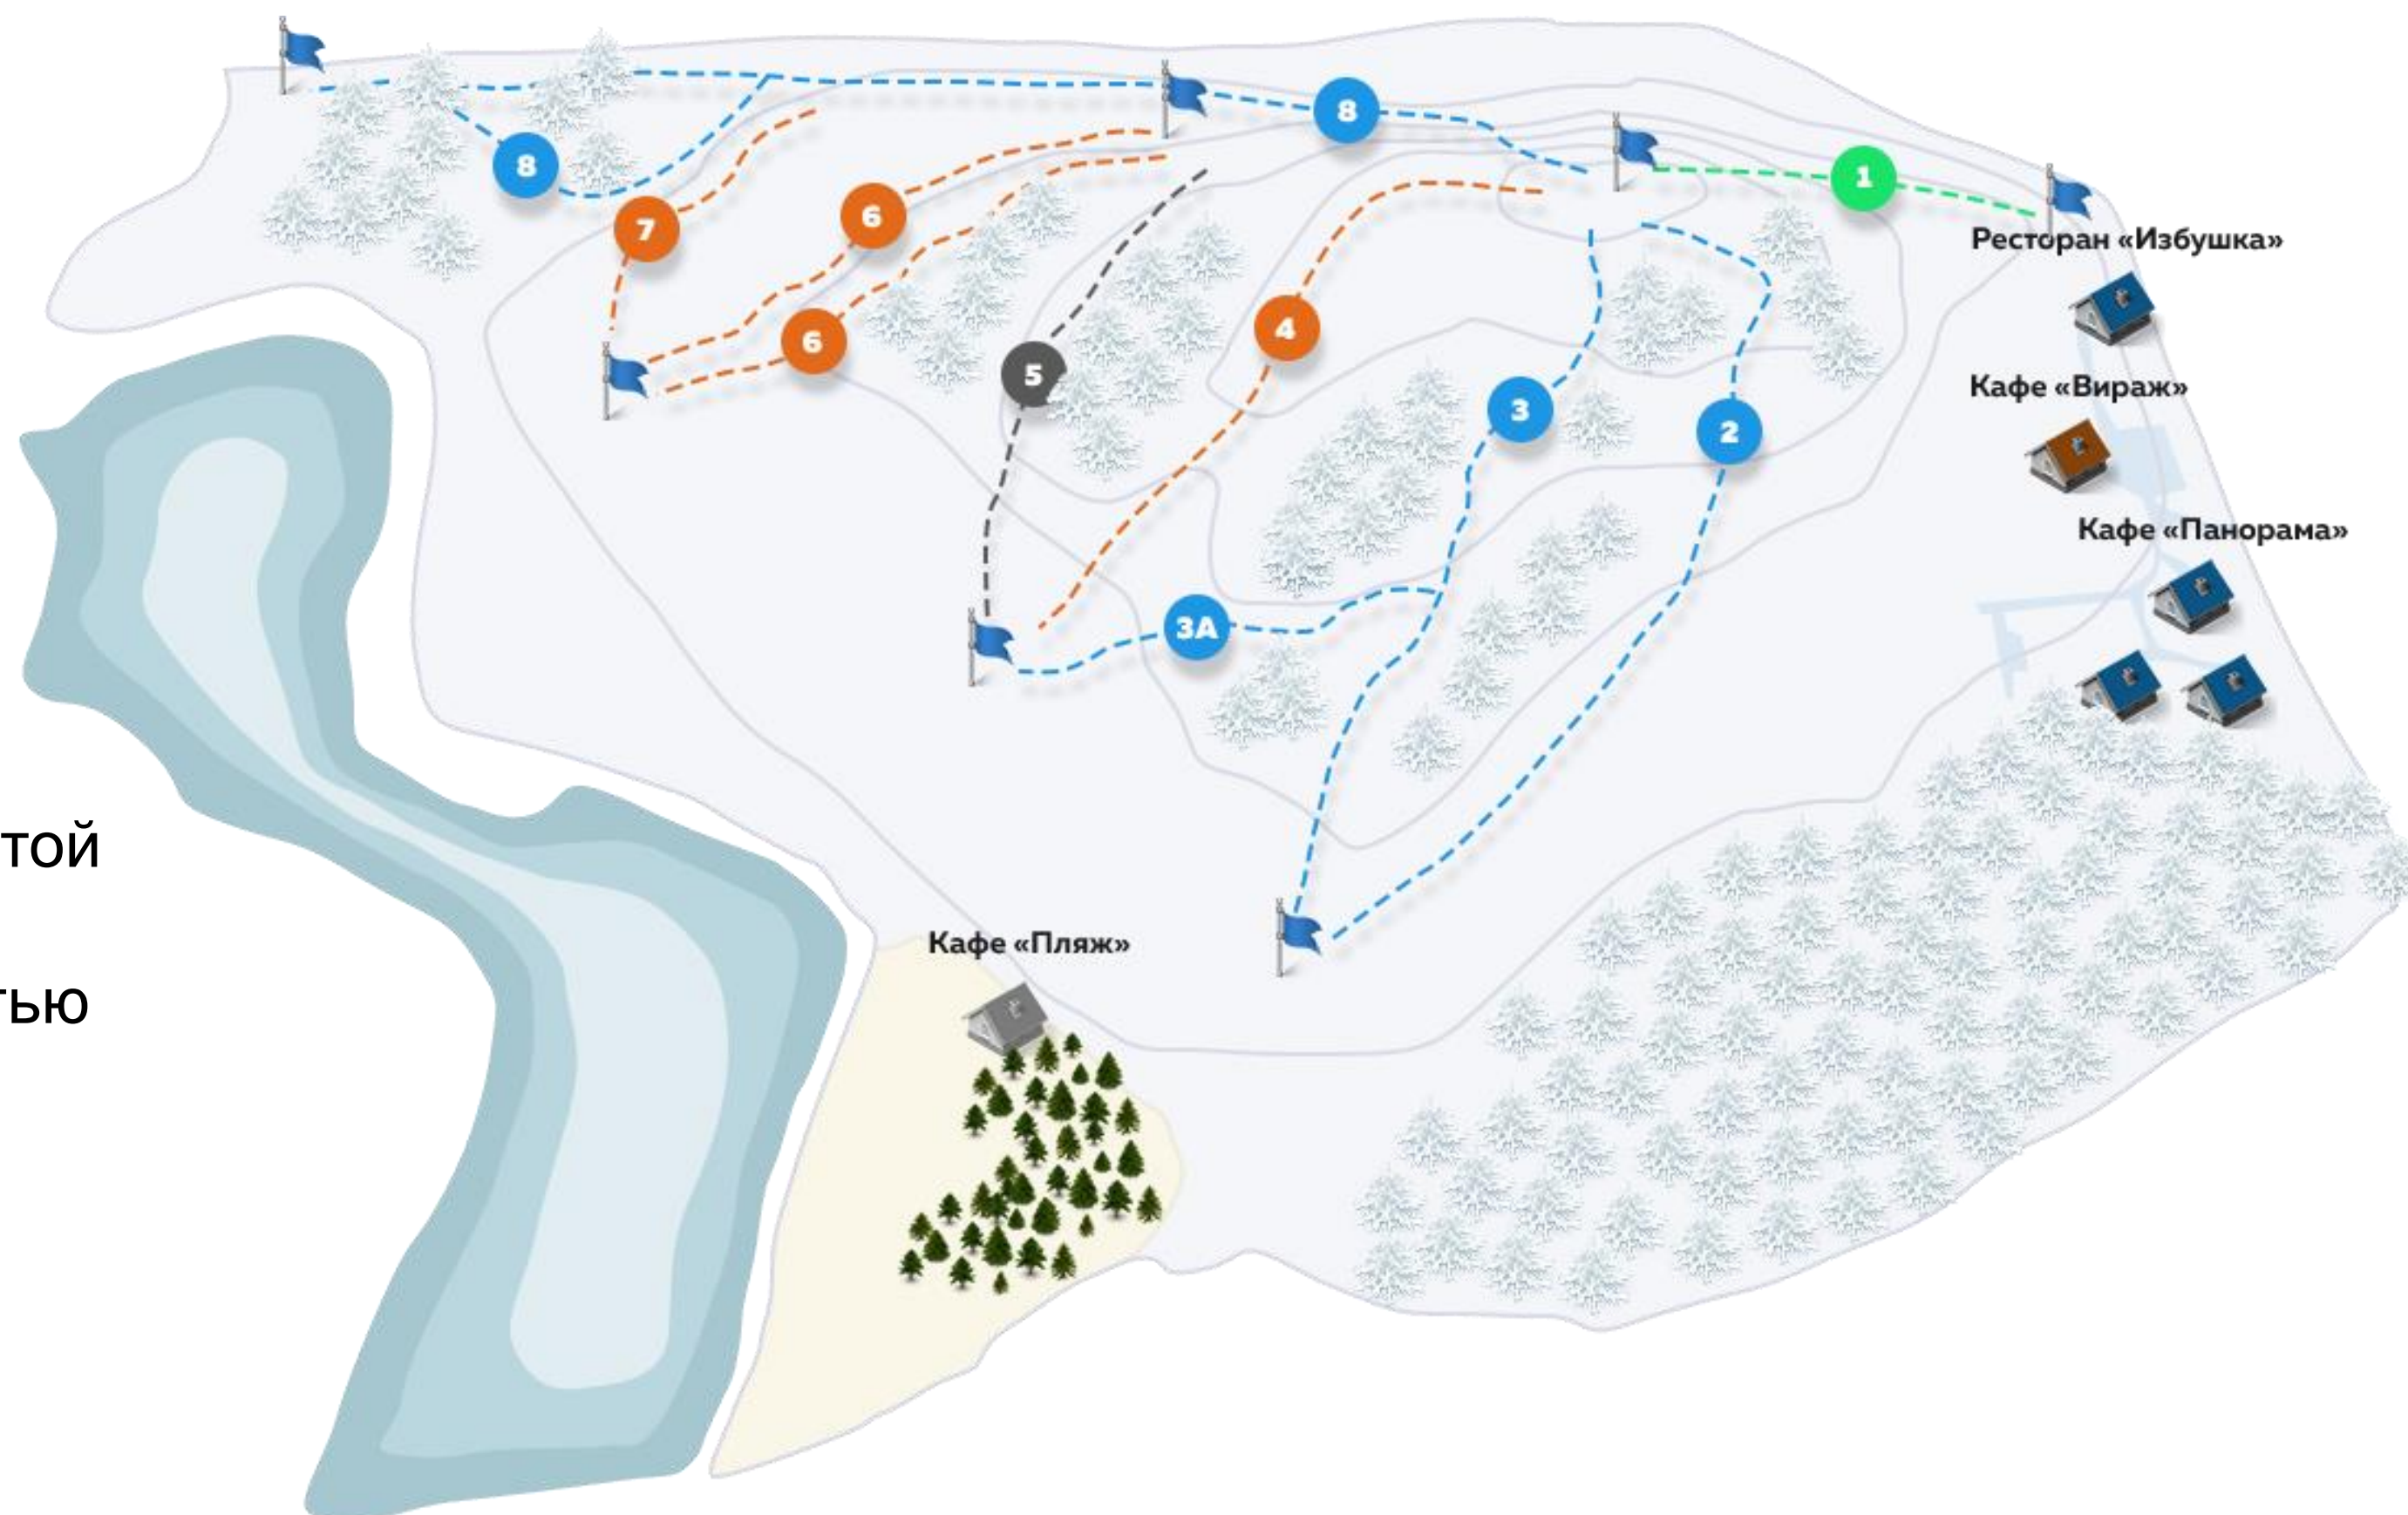 8
1
8
7
6
Ресторан «Избушка»
6
4
5
Кафе «Вираж»
3
2
Кафе «Панорама»
3А
той
Кафе «Пляж»
тью